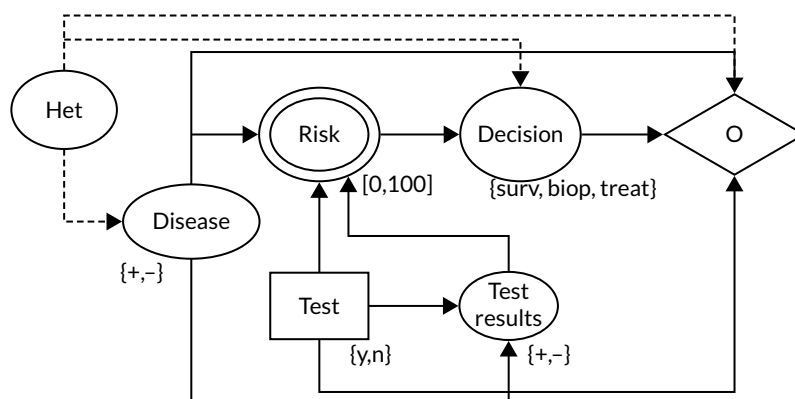 Het
Risk
Decision
O
[0,100]
{surv, biop, treat}
Disease
{+,–}
Test
Test
results
{y,n}
{+,–}